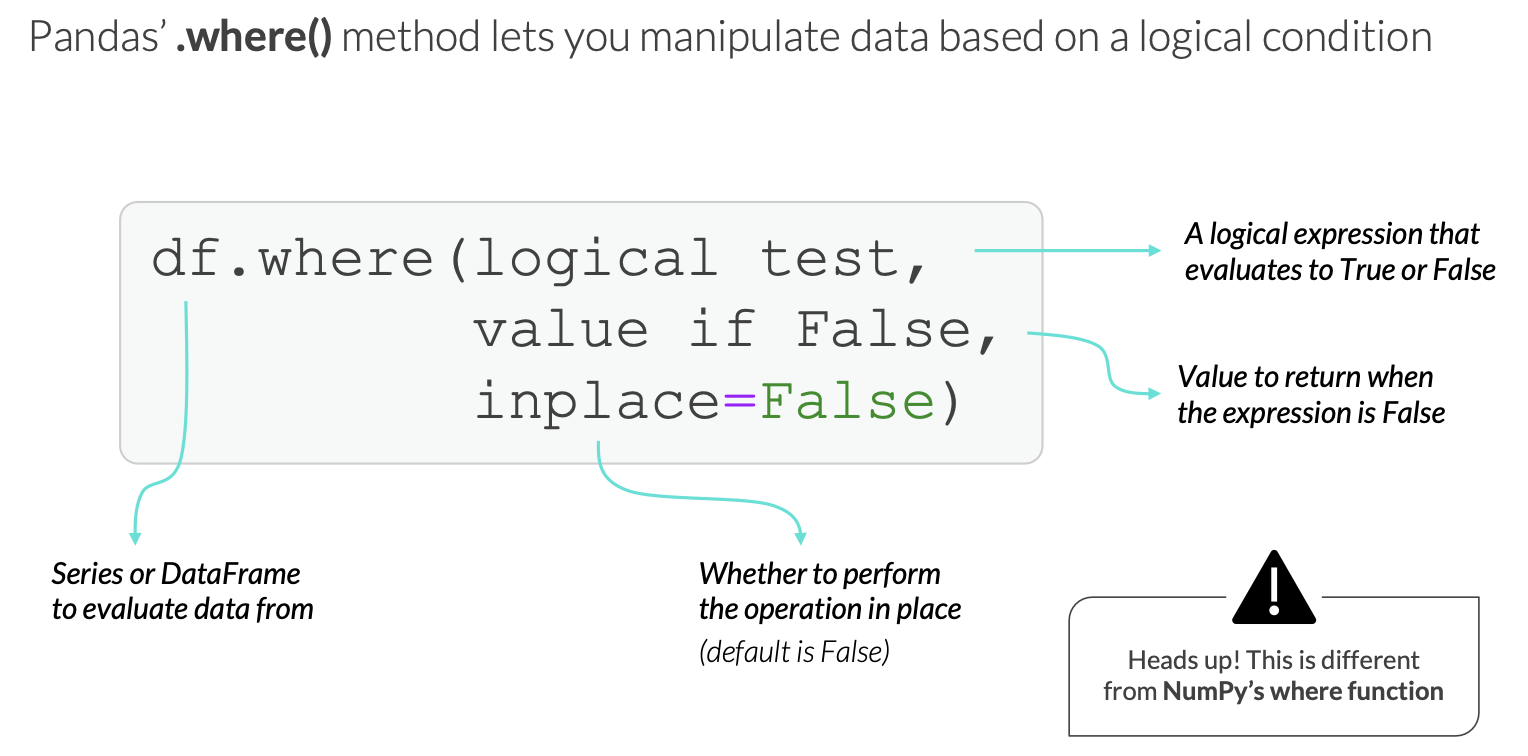 Pandas’ .where() method lets you manipulate data based on a logical condition
df.where(logical test,
value if False,
inplace=False)
A logical expression that
evaluates to True or False
Value to return when
the expression is False
Series or DataFrame
to evaluate data from
Whether to perform
the operation in place
(default is False)
Heads up! This is different
from NumPy’s where function